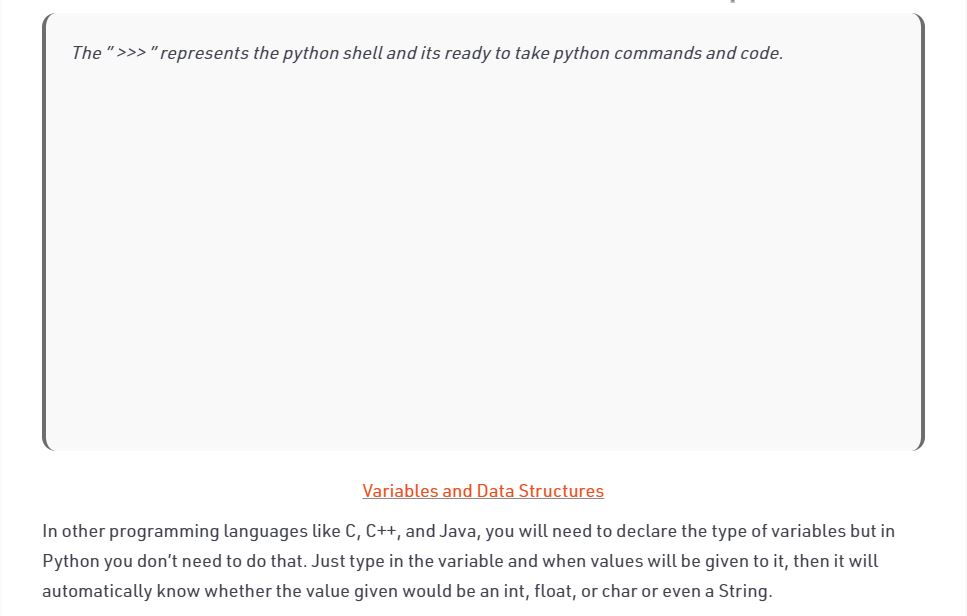 The ” >>> ” represents the python shell and its ready to take python commands and code.
Variables and Data Structures
In other programming languages like C, C++, and Java, you will need to declare the type of variables but in
Python you don’t need to do that. Just type in the variable and when values will be given to it, then it will
automatically know whether the value given would be an int, float, or char or even a String.